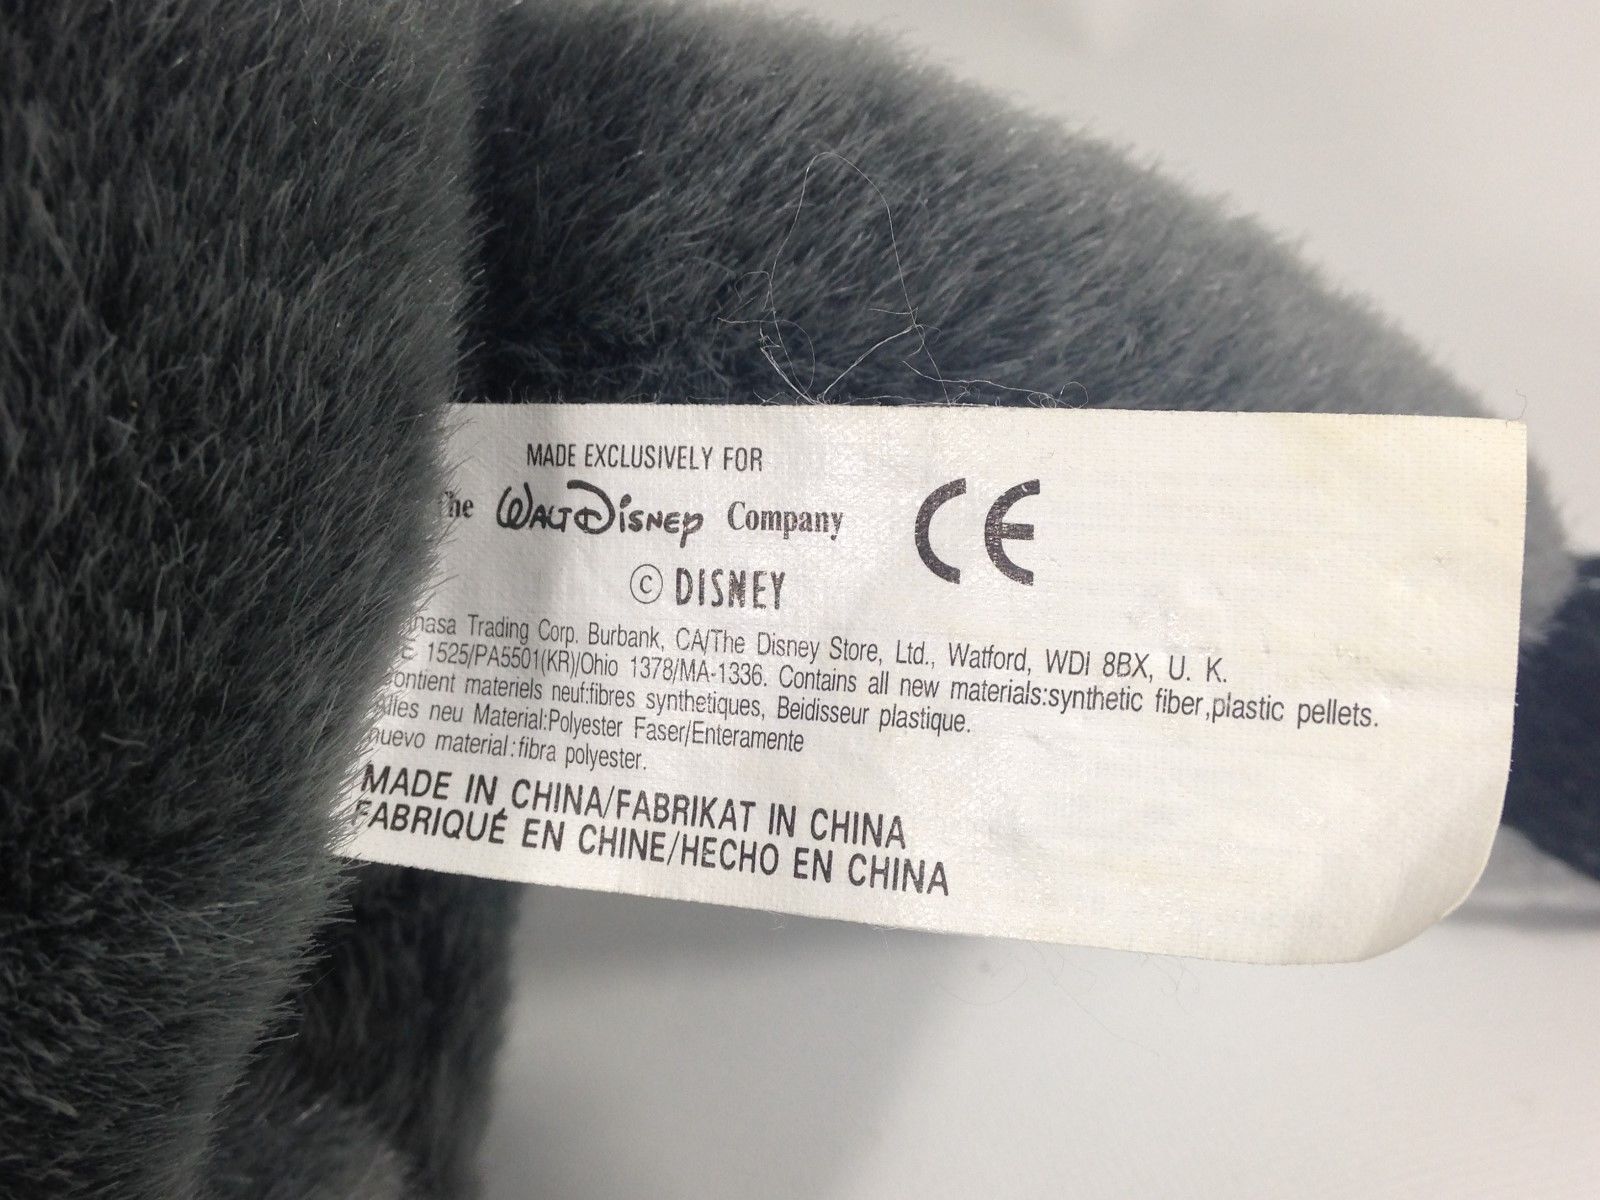 MADE EXCLUSIVELY FOR
The WALT DISNEY Company
CE
© DISNEY
Trading Corp. Burbank, CA/The Disney Store, Ltd., Watford, WDI 8BX, U. K.
1525/PA5501(KR)/Ohio 1378/MA-1336. Contains all new materials:synthetic fiber,plastic pellets.
Contient materiels neuf:fibres synthetiques, Beidisseur plastique.
Alles neu Material:Polyester Faser/Enteramente
nuevo material:fibra polyester.
MADE IN CHINA/FABRIKAT IN CHINA
FABRIQUÉ EN CHINE/HECHO EN CHINA